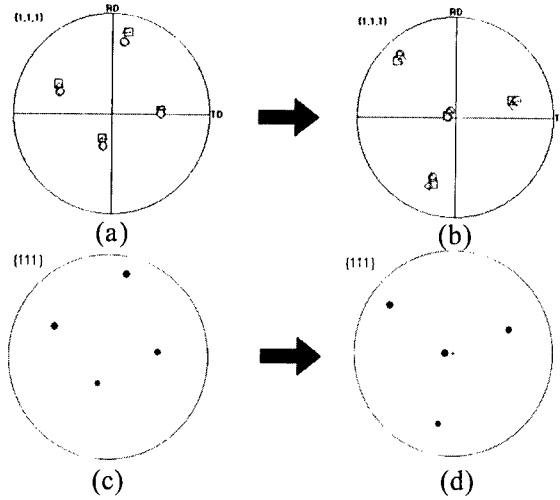 {1,1,1}
RD
TD
(a)
{1,1,1}
RD
T
(b)
{111}
(c)
{111}
(d)